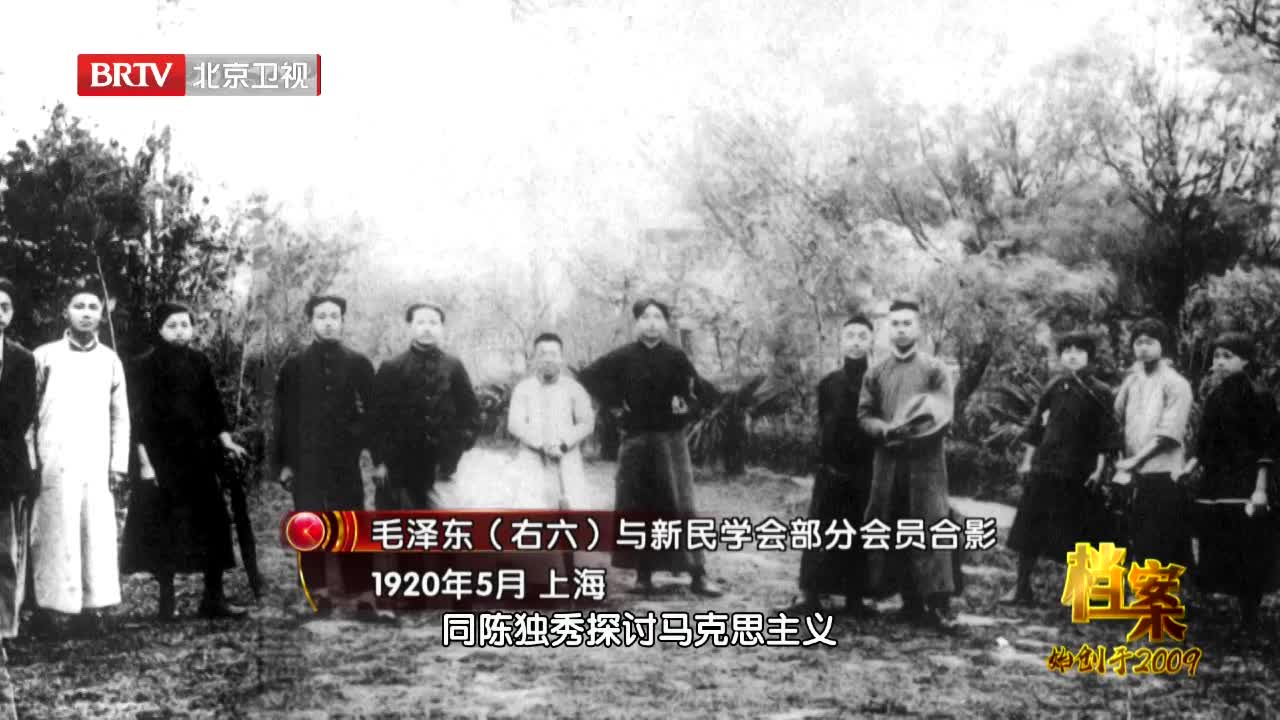 BRTV 北京卫视
毛泽东（右六）与新民学会部分会员合影
1920年5月 上海
同陈独秀探讨马克思主义
档案
始创于2009